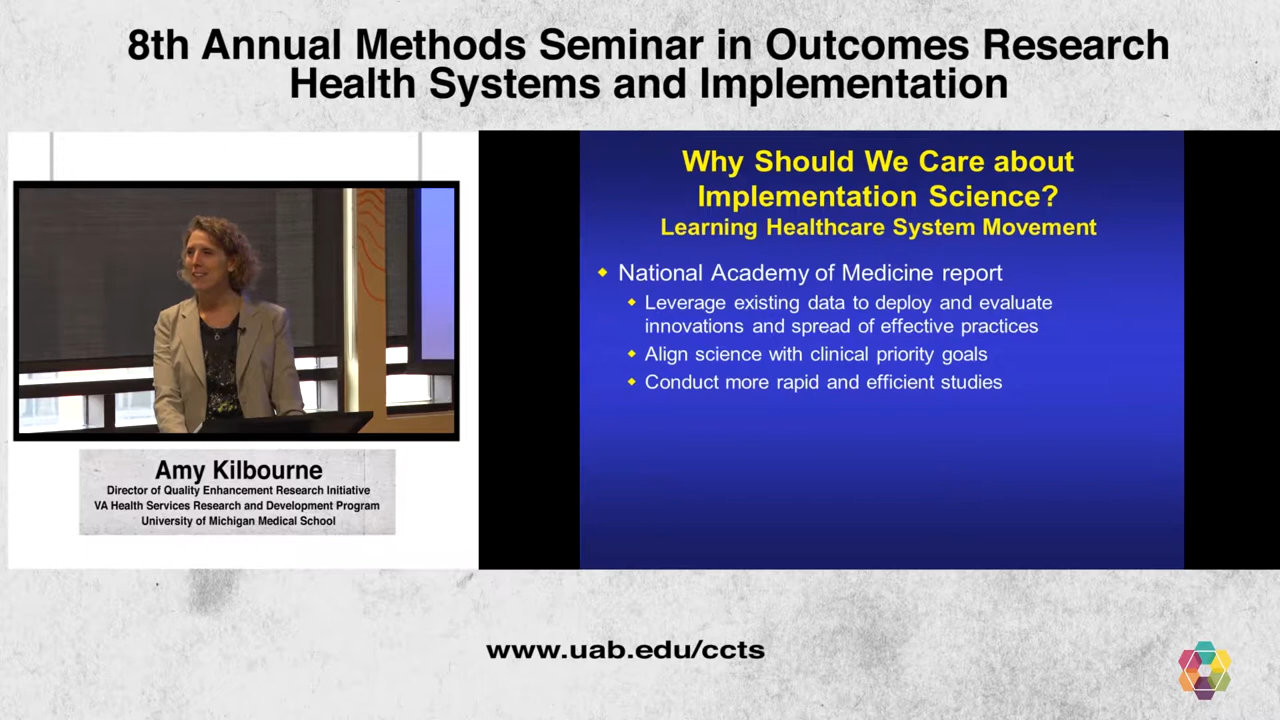 8th Annual Methods Seminar in Outcomes Research
Health Systems and Implementation
Amy Kilbourne
Director of Quality Enhancement Research Initiative
VA Health Services Research and Development Program
University of Michigan Medical School
Why Should We Care about
Implementation Science?
Learning Healthcare System Movement
National Academy of Medicine report
Leverage existing data to deploy and evaluate
innovations and spread of effective practices
Align science with clinical priority goals
Conduct more rapid and efficient studies
www.uab.edu/ccts